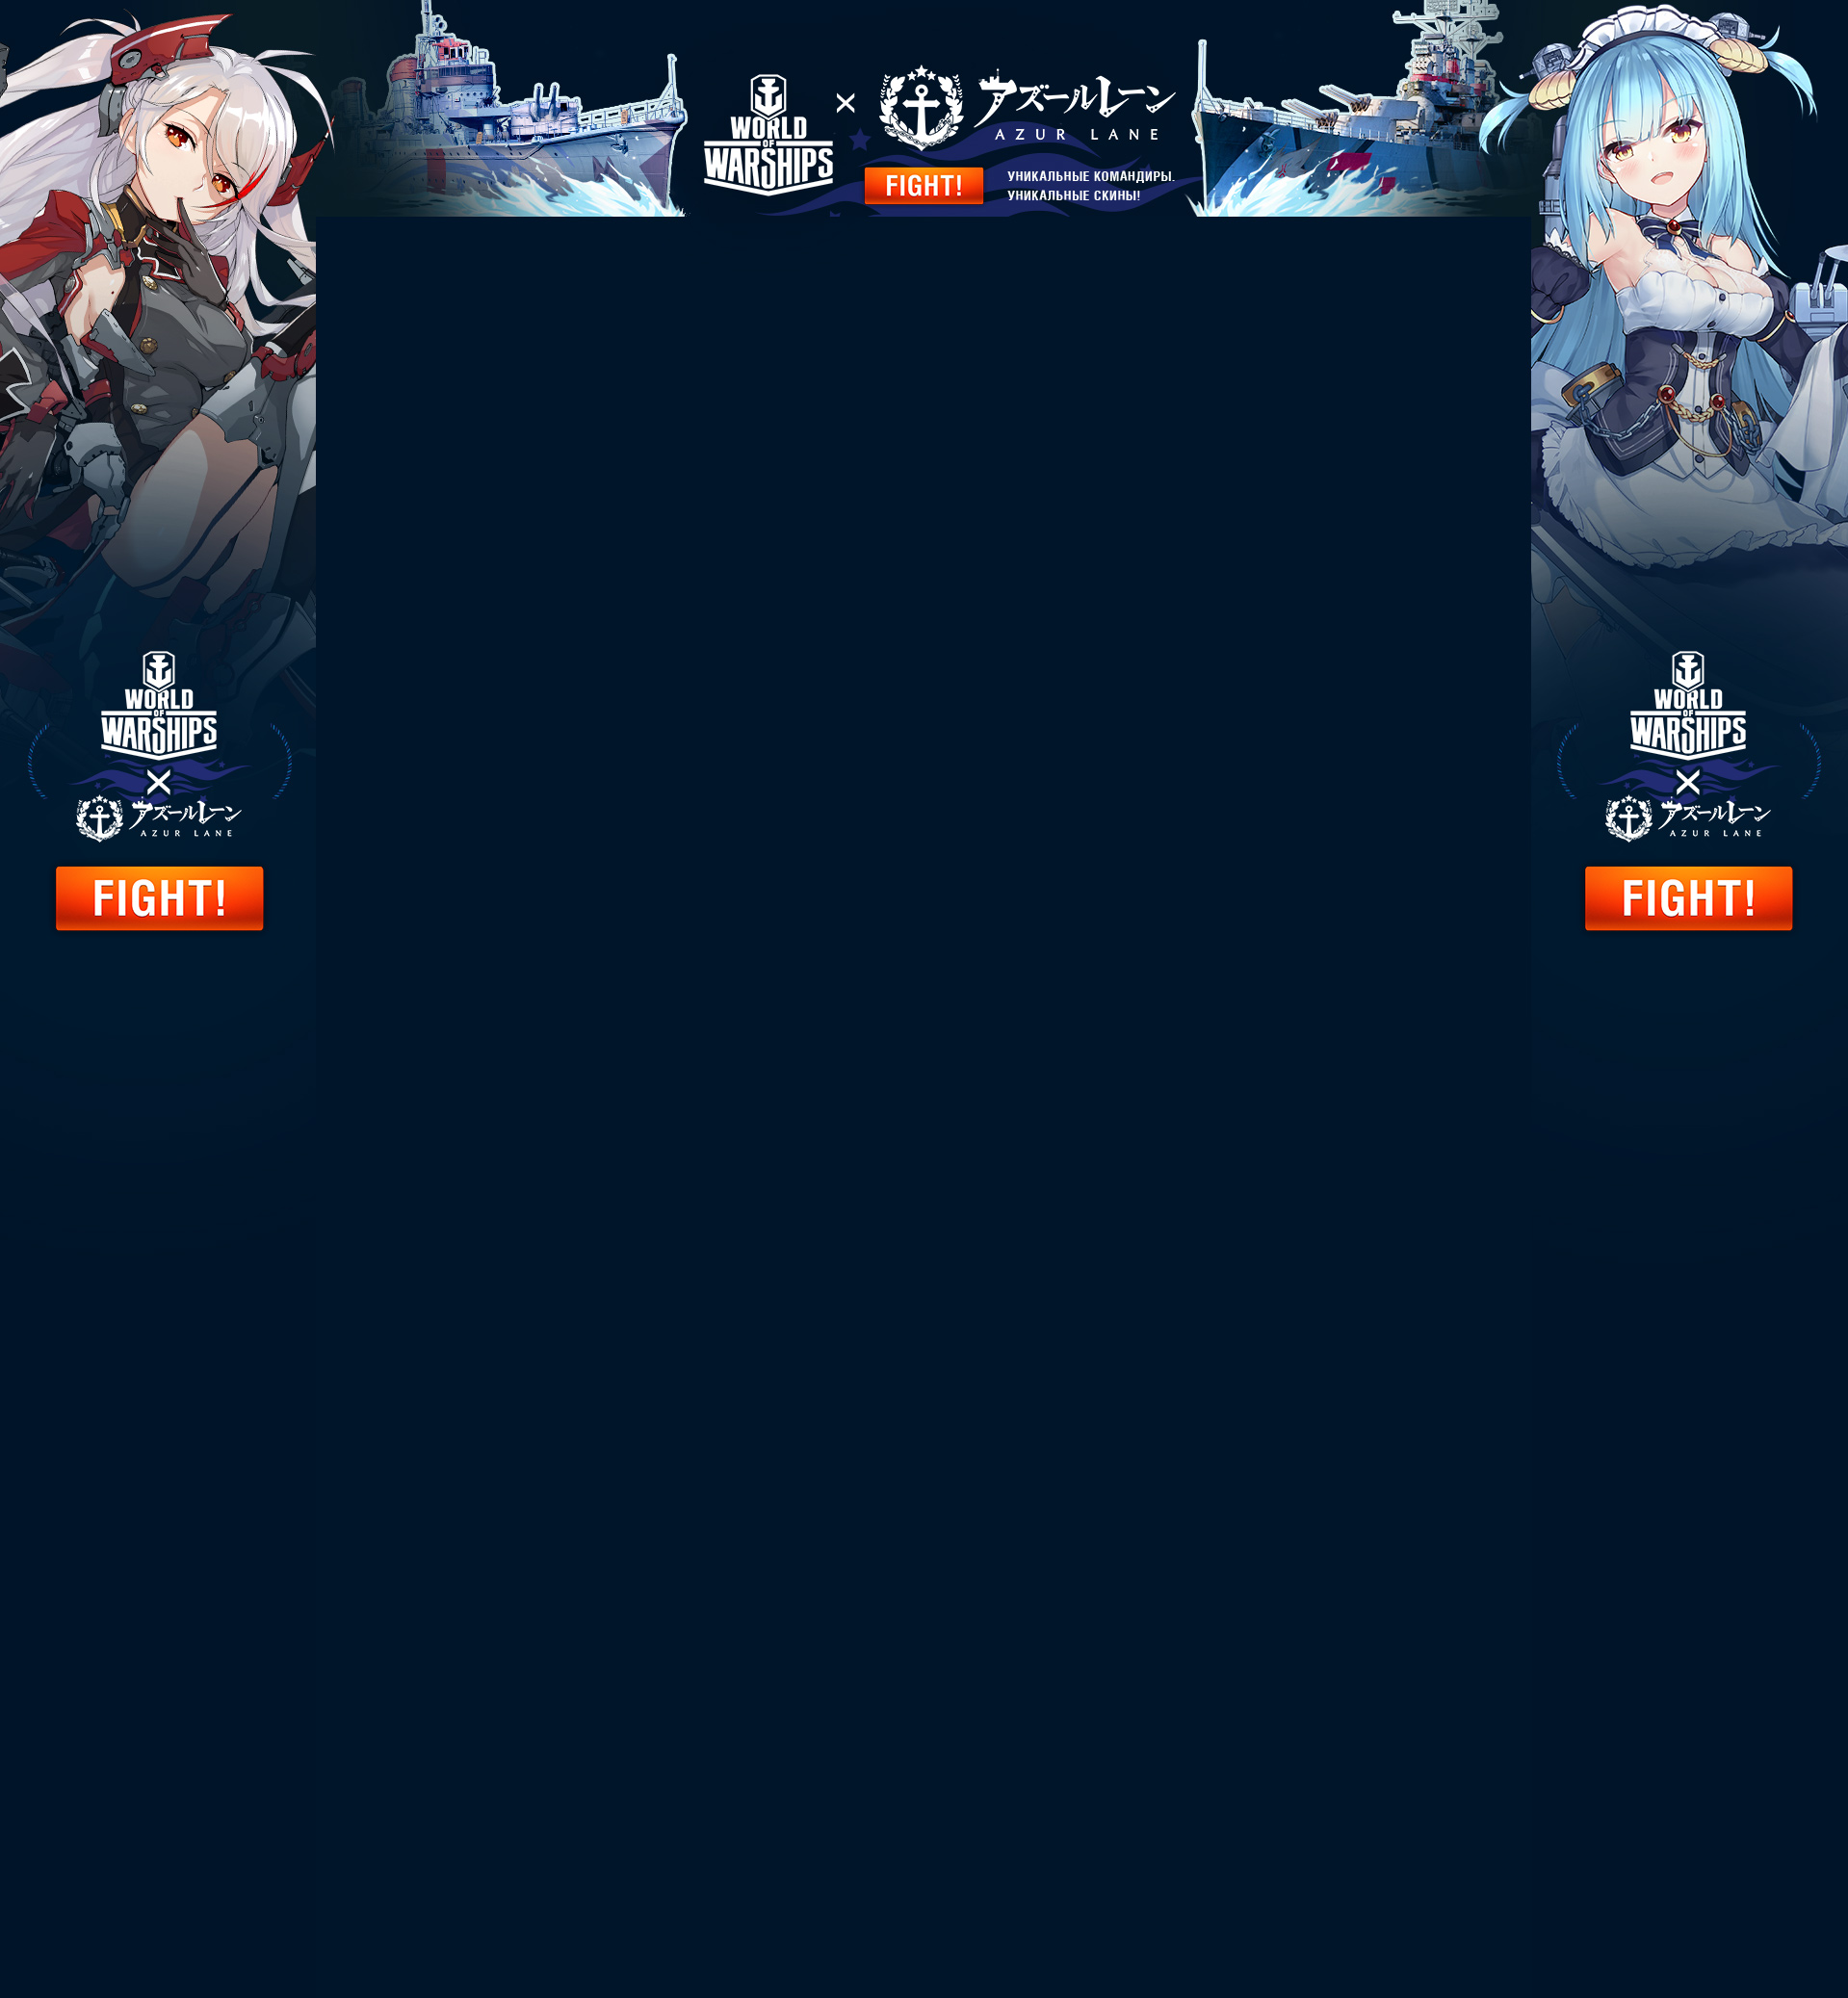 WORLD
OF
WARSHIPS
×
アズールレーン
AZUR LANE
FIGHT!
УНИКАЛЬНЫЕ КОМАНДИРЫ.
УНИКАЛЬНЫЕ СКИНЫ!
WORLD
OF
WARSHIPS
×
アズールレーン
AZUR LANE
FIGHT!
WORLD
OF
WARSHIPS
×
アズールレーン
AZUR LANE
FIGHT!